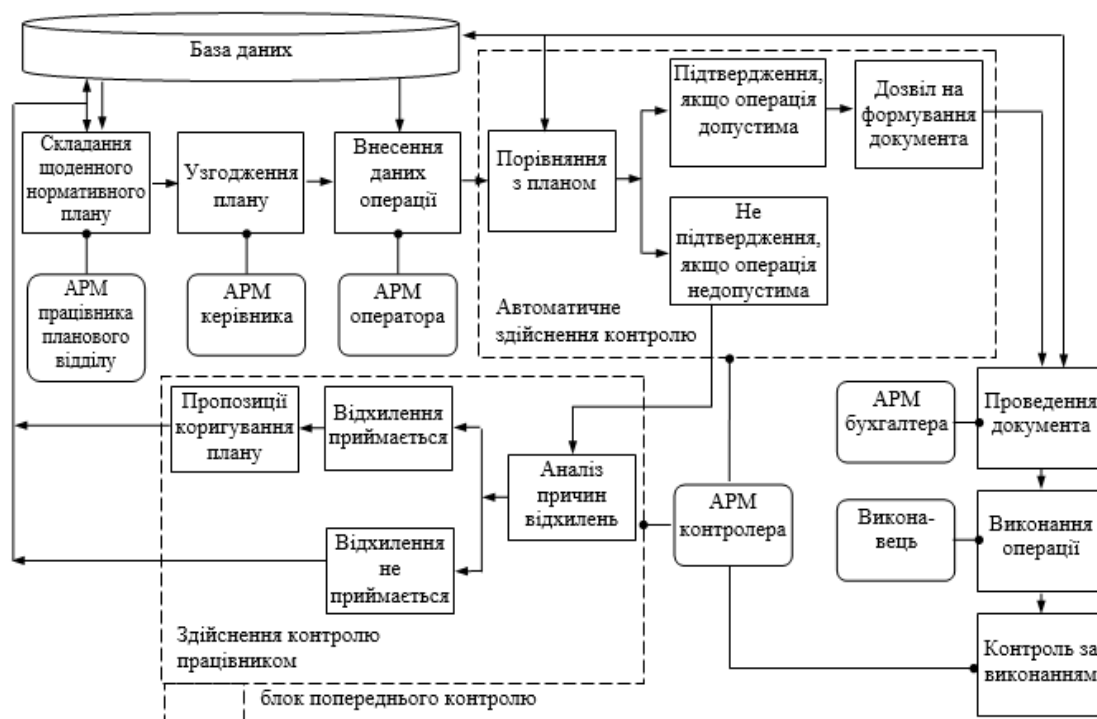 База даних
Складання
щоденного
нормативного
плану
Узгодження
плану
Внесення
даних
операції
Порівняння
з планом
Підтвердження,
якщо операція
допустима
Дозвіл на
формування
документа
Не
підтвердження,
якщо операція
недопустима
Автоматичне
здійснення контролю
АРМ
працівника
планового
відділу
АРМ
керівника
АРМ
оператора
Пропозиції
коригування
плану
Відхилення
приймається
Аналіз
причин
відхилень
Відхилення
не
приймається
Здійснення контролю
працівником
АРМ
контролера
АРМ
бухгалтера
Проведення
документа
Викона-
вець
Виконання
операції
Контроль за
виконанням
блок попереднього контролю